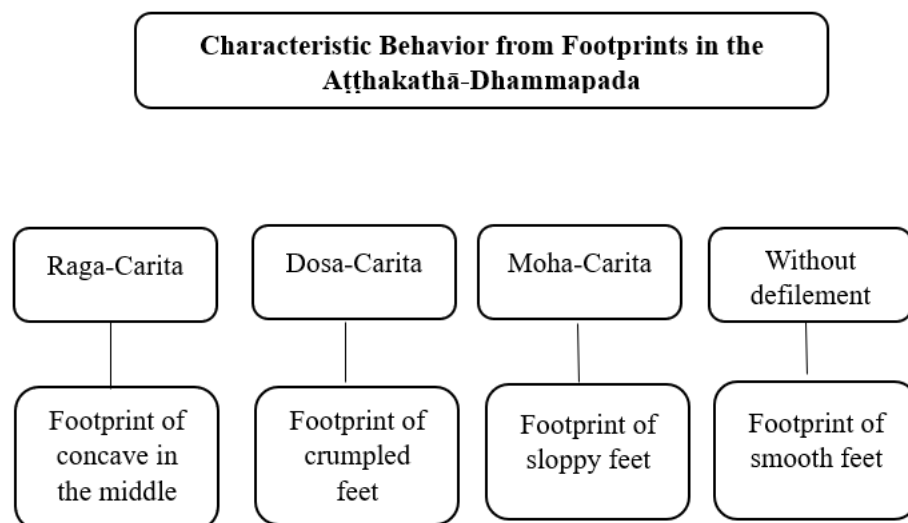 Characteristic Behavior from Footprints in the
Aṭṭhakathā-Dhammapada
Raga-Carita
Dosa-Carita
Moha-Carita
Without
defilement
Footprint of
concave in
the middle
Footprint of
crumpled
feet
Footprint of
sloppy feet
Footprint of
smooth feet